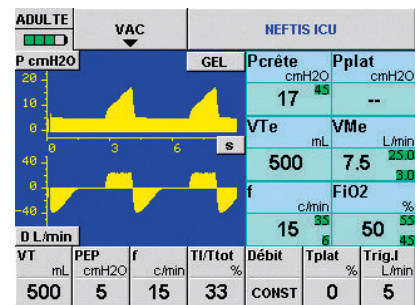 ADULTE
VAC
NEFTIS ICU
P cmH2O
GEL
20
10
0
0 3 6 s
40
0
-40
D L/min
Pcrête
cmH2O
17 45
Pplat
cmH2O
--
VTe
mL
500
VMe
L/min
7.5 25.0
3.0
f
c/min
15 35
6
FiO2
%
50 55
45
VT
mL
500
PEP
cmH2O
5
f
c/min
15
TI/Ttot
%
33
Débit
CONST
Tplat
%
0
Trig.I
L/min
5